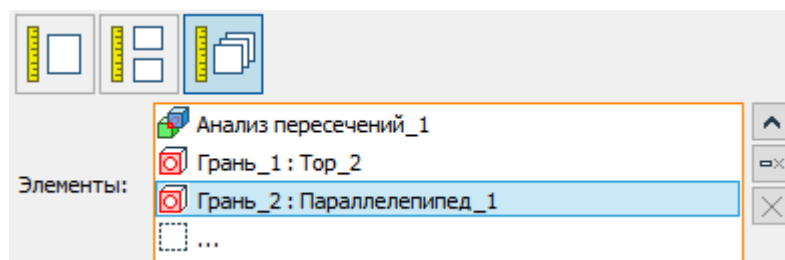 Элементы:
Анализ пересечений_1
Грань_1 : Тор_2
Грань_2 : Параллелепипед_1
...